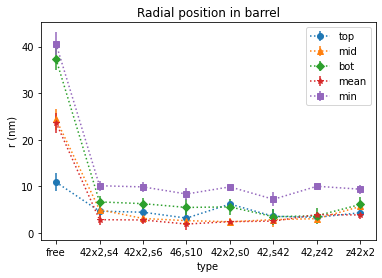 Radial position in barrel
top
mid
bot
mean
min
r (nm)
40
30
20
10
0
free 42x2,s4 42x2,s6 46,s10 42x2,s0 42,s42 42,z42 z42x2
type